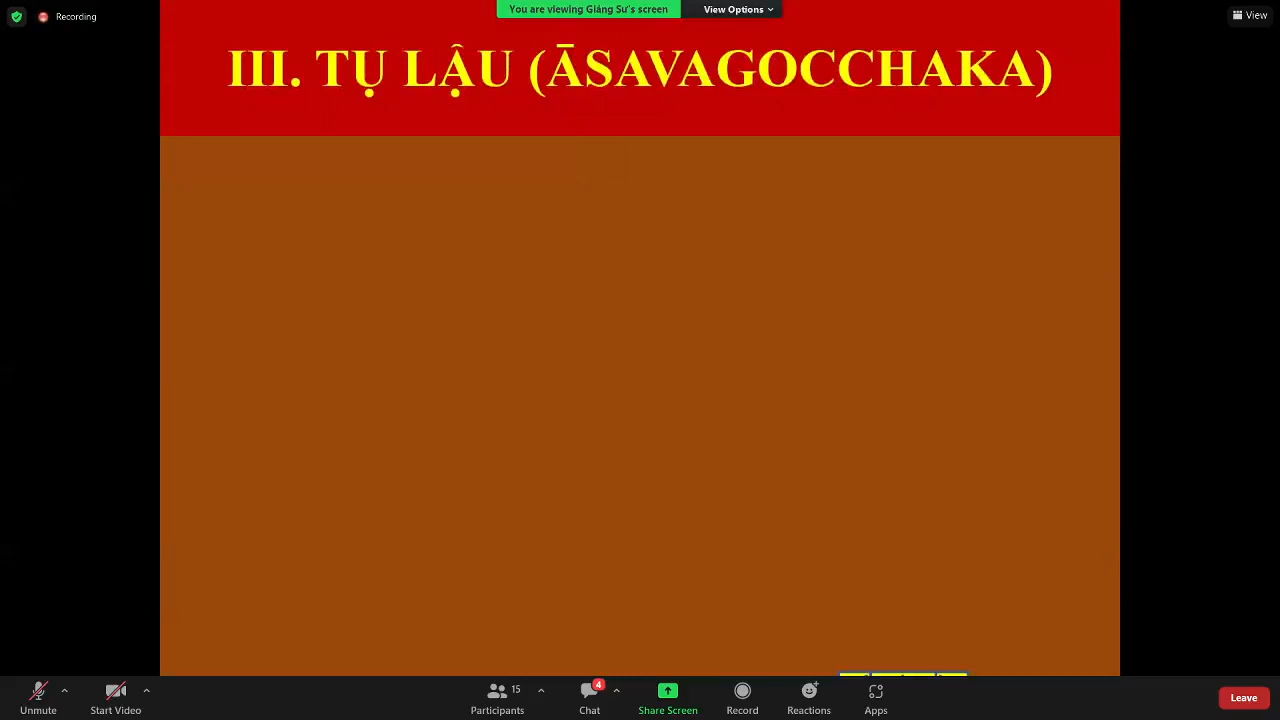 You are viewing Giảng Sư's screen
View Options
Recording
View
III. TỤ LẬU (ĀSAVAGOCCHAKA)
Unmute
Start Video
15
Participants
4
Chat
Share Screen
Record
Reactions
Apps
Leave